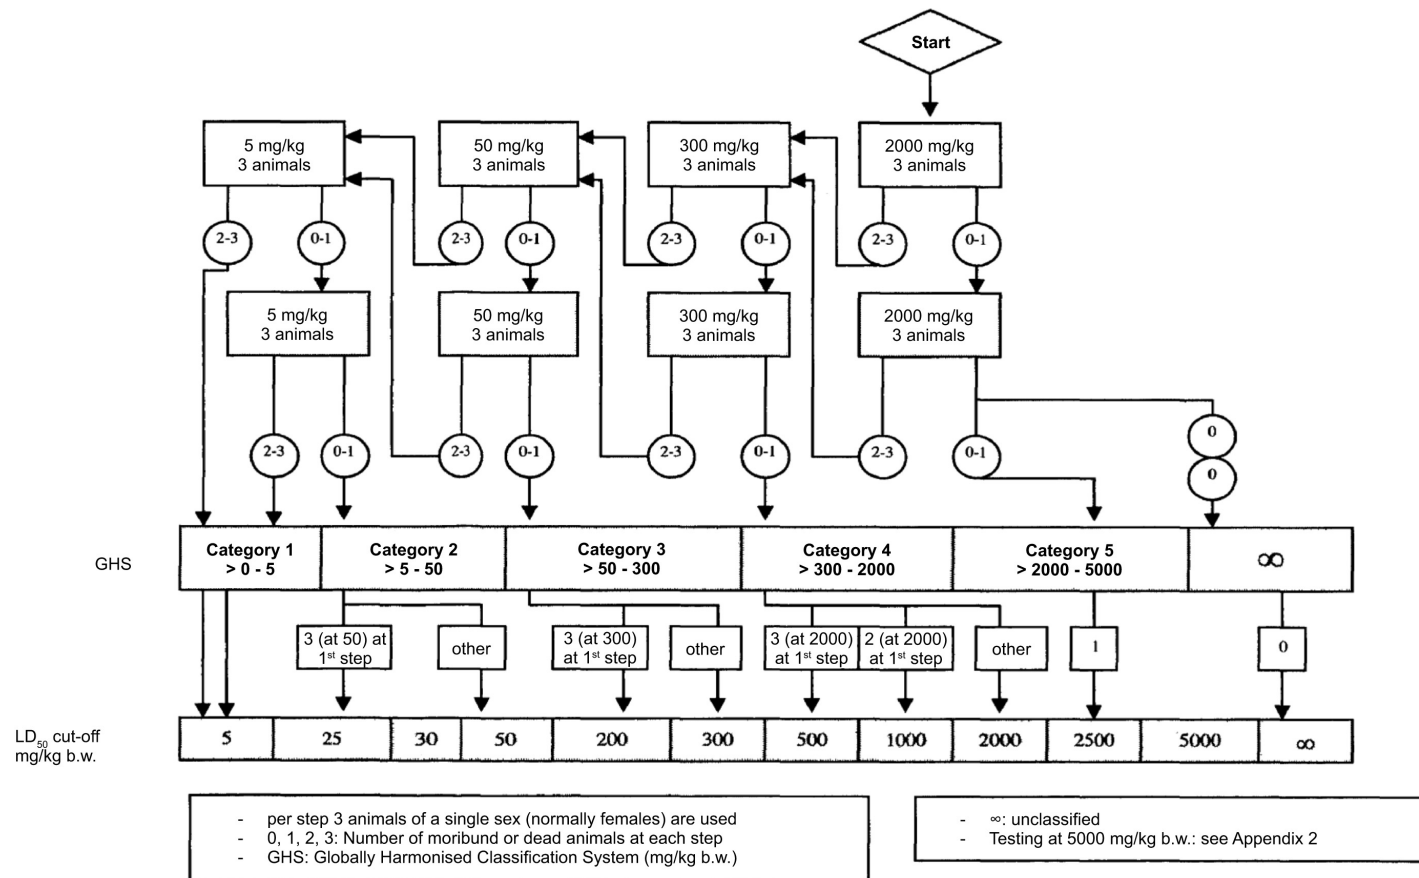 Start
5 mg/kg
3 animals
50 mg/kg
3 animals
300 mg/kg
3 animals
2000 mg/kg
3 animals
2-3
0-1
2-3
0-1
2-3
0-1
2-3
0-1
5 mg/kg
3 animals
50 mg/kg
3 animals
300 mg/kg
3 animals
2000 mg/kg
3 animals
2-3
0-1
2-3
0-1
2-3
0-1
2-3
0-1
0
0
GHS
Category 1
> 0 - 5
Category 2
> 5 - 50
Category 3
> 50 - 300
Category 4
> 300 - 2000
Category 5
> 2000 - 5000
∞
3 (at 50) at
1st step
other
3 (at 300)
at 1st step
other
3 (at 2000)
at 1st step
2 (at 2000)
at 1st step
other
1
0
LD50 cut-off
mg/kg b.w.
5
25
30
50
200
300
500
1000
2000
2500
5000
∞
- per step 3 animals of a single sex (normally females) are used
- 0, 1, 2, 3: Number of moribund or dead animals at each step
- GHS: Globally Harmonised Classification System (mg/kg b.w.)
- ∞: unclassified
- Testing at 5000 mg/kg b.w.: see Appendix 2